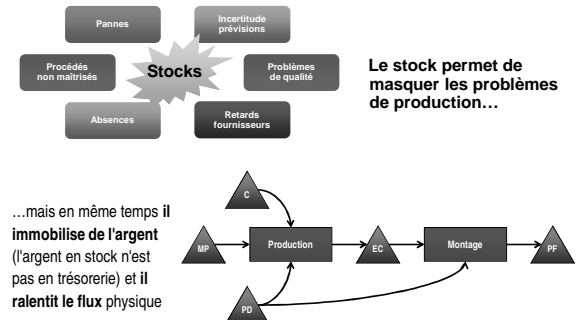 Pannes
Incertitude
prévisions
Procédés
non maîtrisés
Stocks
Problèmes
de qualité
Absences
Retards
fournisseurs
Le stock permet de
masquer les problèmes
de production…
…mais en même temps il
immobilise de l'argent
(l'argent en stock n'est
pas en trésorerie) et il
ralentit le flux physique
C
MP
Production
EC
Montage
PF
PD